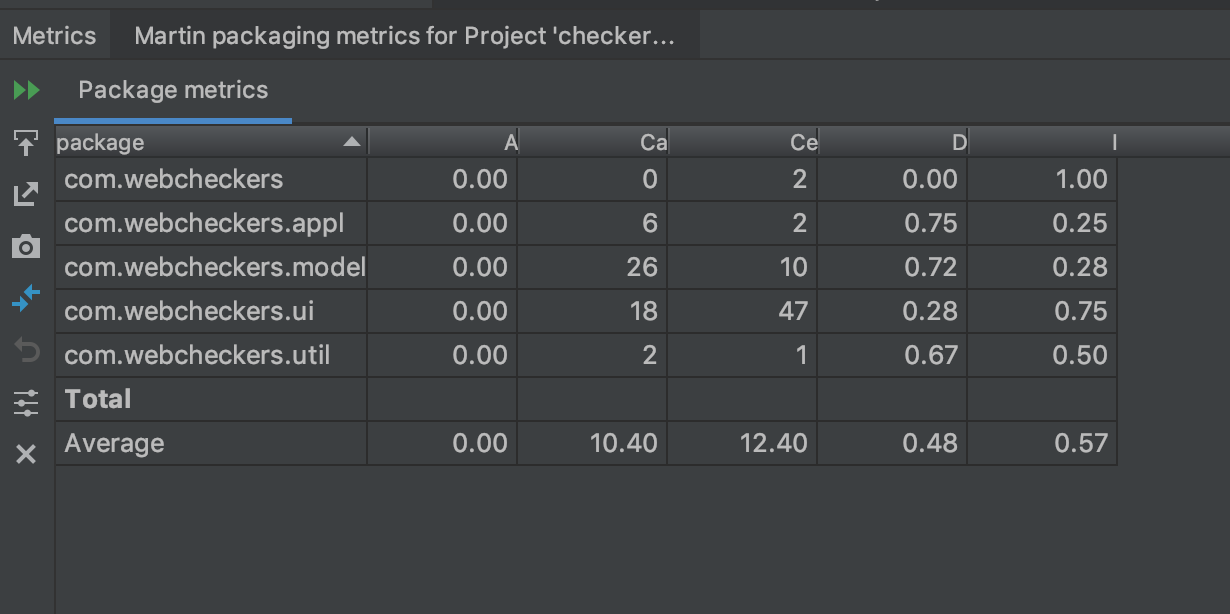 Metrics Martin packaging metrics for Project 'checker...
Package metrics
package A Ca Ce D I
com.webcheckers 0.00 0 2 0.00 1.00
com.webcheckers.appl 0.00 6 2 0.75 0.25
com.webcheckers.model 0.00 26 10 0.72 0.28
com.webcheckers.ui 0.00 18 47 0.28 0.75
com.webcheckers.util 0.00 2 1 0.67 0.50
Total
Average 0.00 10.40 12.40 0.48 0.57